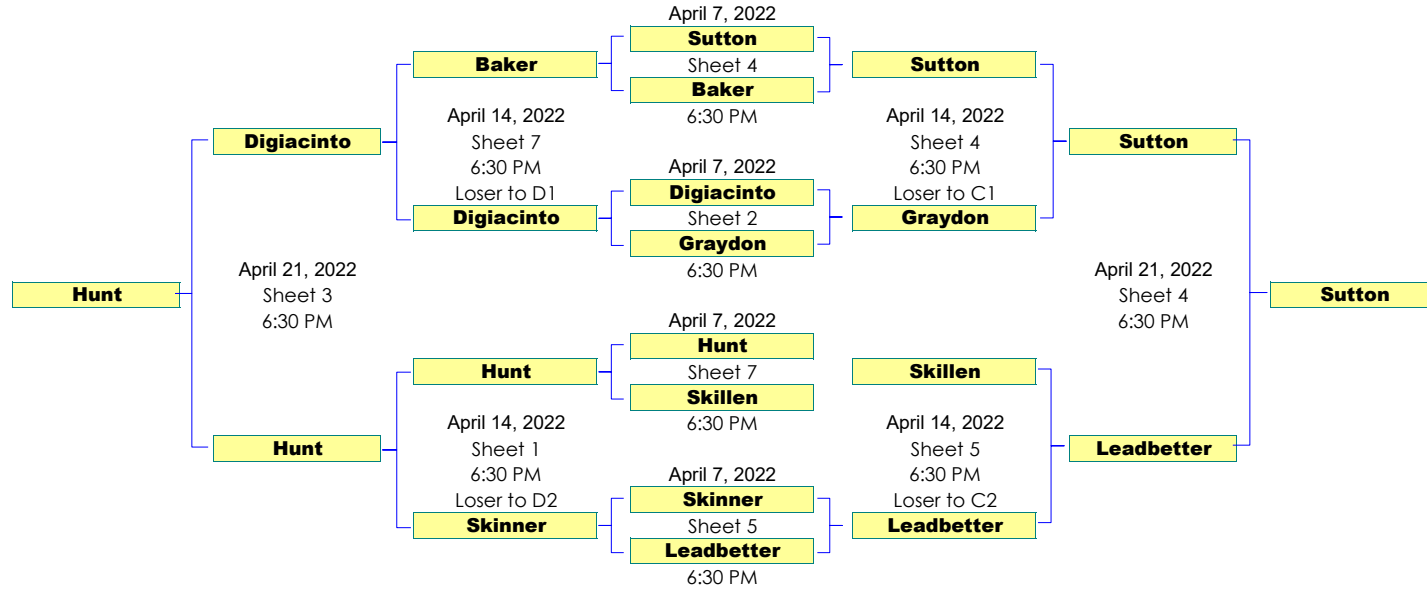 April 7, 2022
Sutton
Baker
Sheet 4
Sutton
Baker
April 14, 2022
6:30 PM
April 14, 2022
Digiacinto
Sheet 7
Sheet 4
Sutton
6:30 PM
April 7, 2022
6:30 PM
Loser to D1
Digiacinto
Loser to C1
Digiacinto
Sheet 2
Graydon
Graydon
April 21, 2022
6:30 PM
April 21, 2022
Hunt
Sheet 3
Sheet 4
Sutton
6:30 PM
April 7, 2022
6:30 PM
Hunt
Hunt
Sheet 7
Skillen
Skillen
April 14, 2022
6:30 PM
April 14, 2022
Hunt
Sheet 1
Sheet 5
Leadbetter
6:30 PM
April 7, 2022
6:30 PM
Loser to D2
Skinner
Loser to C2
Skinner
Sheet 5
Leadbetter
Leadbetter
6:30 PM